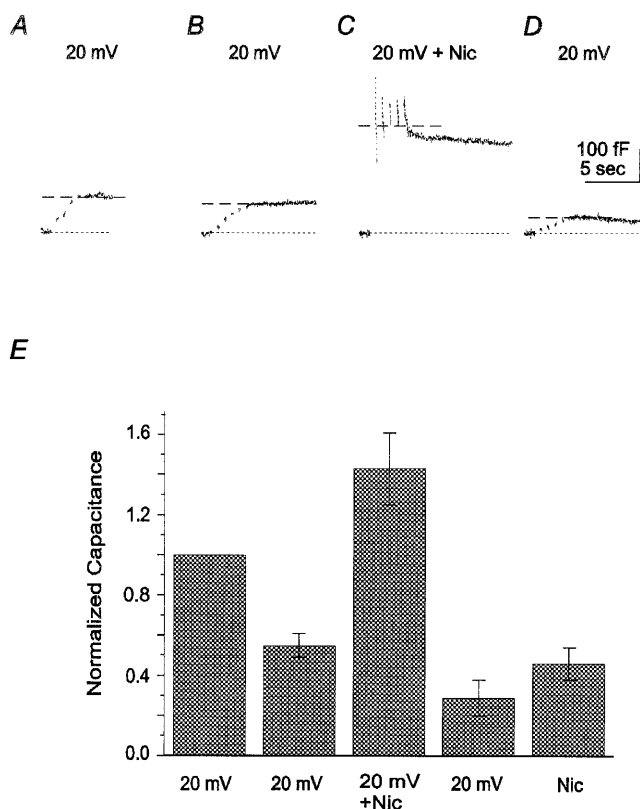 A
B
C
D
20 mV
20 mV
20 mV + Nic
20 mV
100 fF
5 sec
E
Normalized Capacitance
1.6
1.2
0.8
0.4
0.0
20 mV
20 mV
20 mV
+Nic
20 mV
Nic